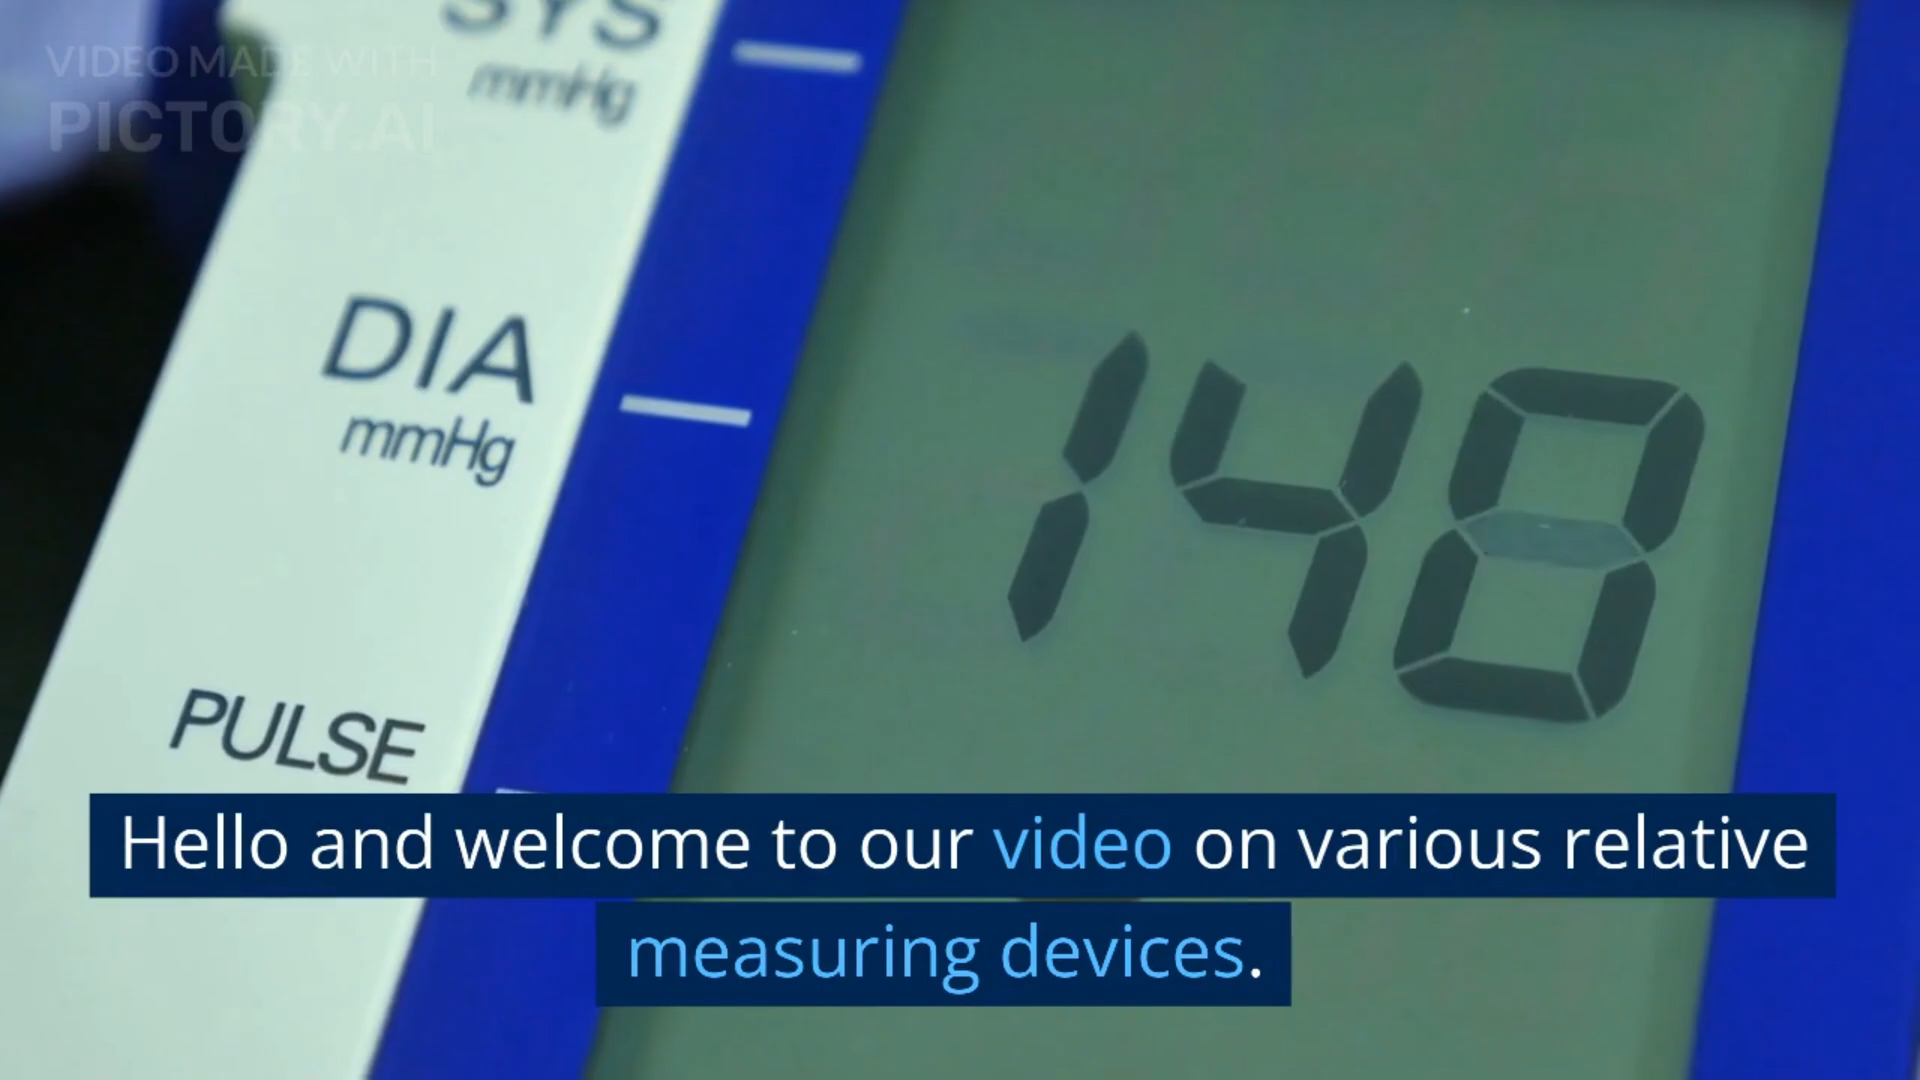 VIDEO MADE WITH
PICTORY.AI
SYS
mmHg
DIA
mmHg
148
PULSE
Hello and welcome to our video on various relative
measuring devices.